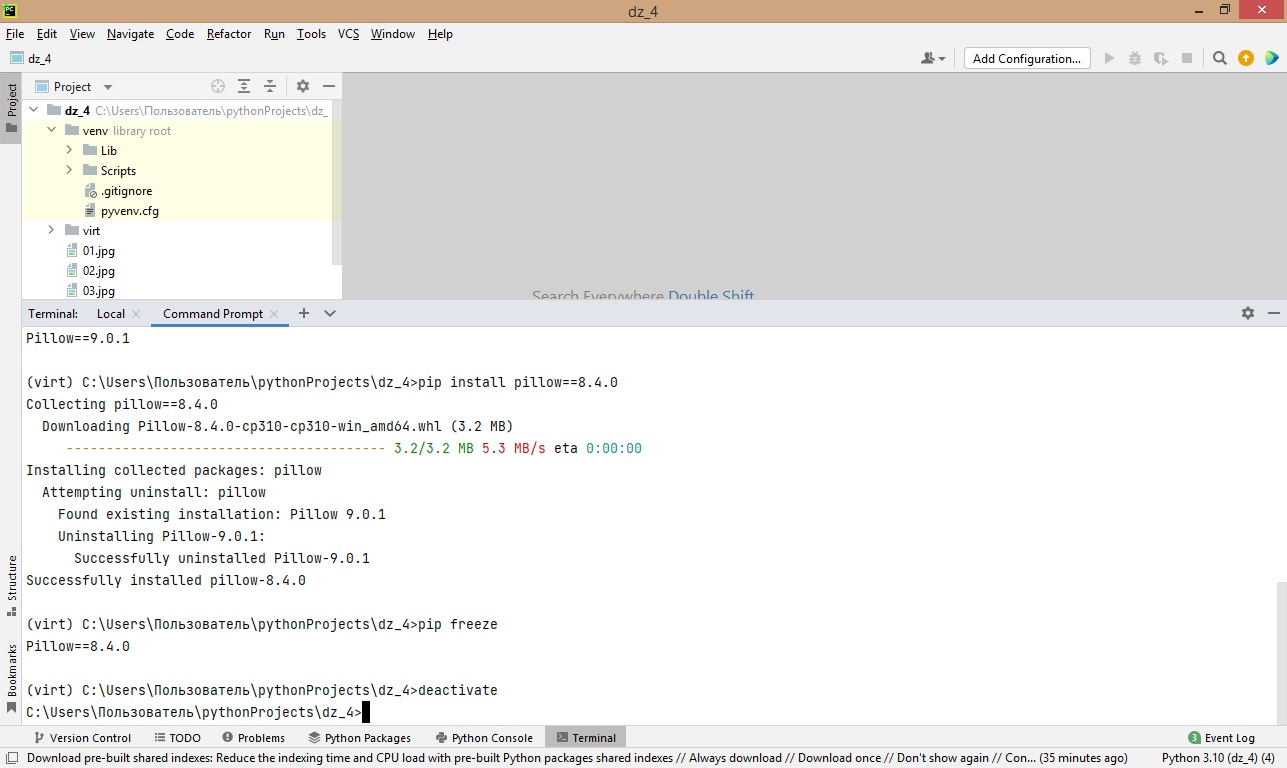 dz_4
File Edit View Navigate Code Refactor Run Tools VCS Window Help
dz_4
Add Configuration...
Project
Project
dz_4 C:\Users\Пользователь\pythonProjects\dz_
venv library root
Lib
Scripts
.gitignore
pyvenv.cfg
virt
01.jpg
02.jpg
03.jpg
Search Everywhere Double Shift
Terminal: Local Command Prompt
Pillow==9.0.1
(virt) C:\Users\Пользователь\pythonProjects\dz_4>pip install pillow==8.4.0
Collecting pillow==8.4.0
Downloading Pillow-8.4.0-cp310-cp310-win_amd64.whl (3.2 MB)
---------------------------------------- 3.2/3.2 MB 5.3 MB/s eta 0:00:00
Installing collected packages: pillow
Attempting uninstall: pillow
Found existing installation: Pillow 9.0.1
Uninstalling Pillow-9.0.1:
Successfully uninstalled Pillow-9.0.1
Successfully installed pillow-8.4.0
(virt) C:\Users\Пользователь\pythonProjects\dz_4>pip freeze
Pillow==8.4.0
(virt) C:\Users\Пользователь\pythonProjects\dz_4>deactivate
C:\Users\Пользователь\pythonProjects\dz_4>
Structure
Bookmarks
Version Control TODO Problems Python Packages Python Console Terminal 3 Event Log
Download pre-built shared indexes: Reduce the indexing time and CPU load with pre-built Python packages shared indexes // Always download // Download once // Don't show again // Con... (35 minutes ago) Python 3.10 (dz_4) (4)